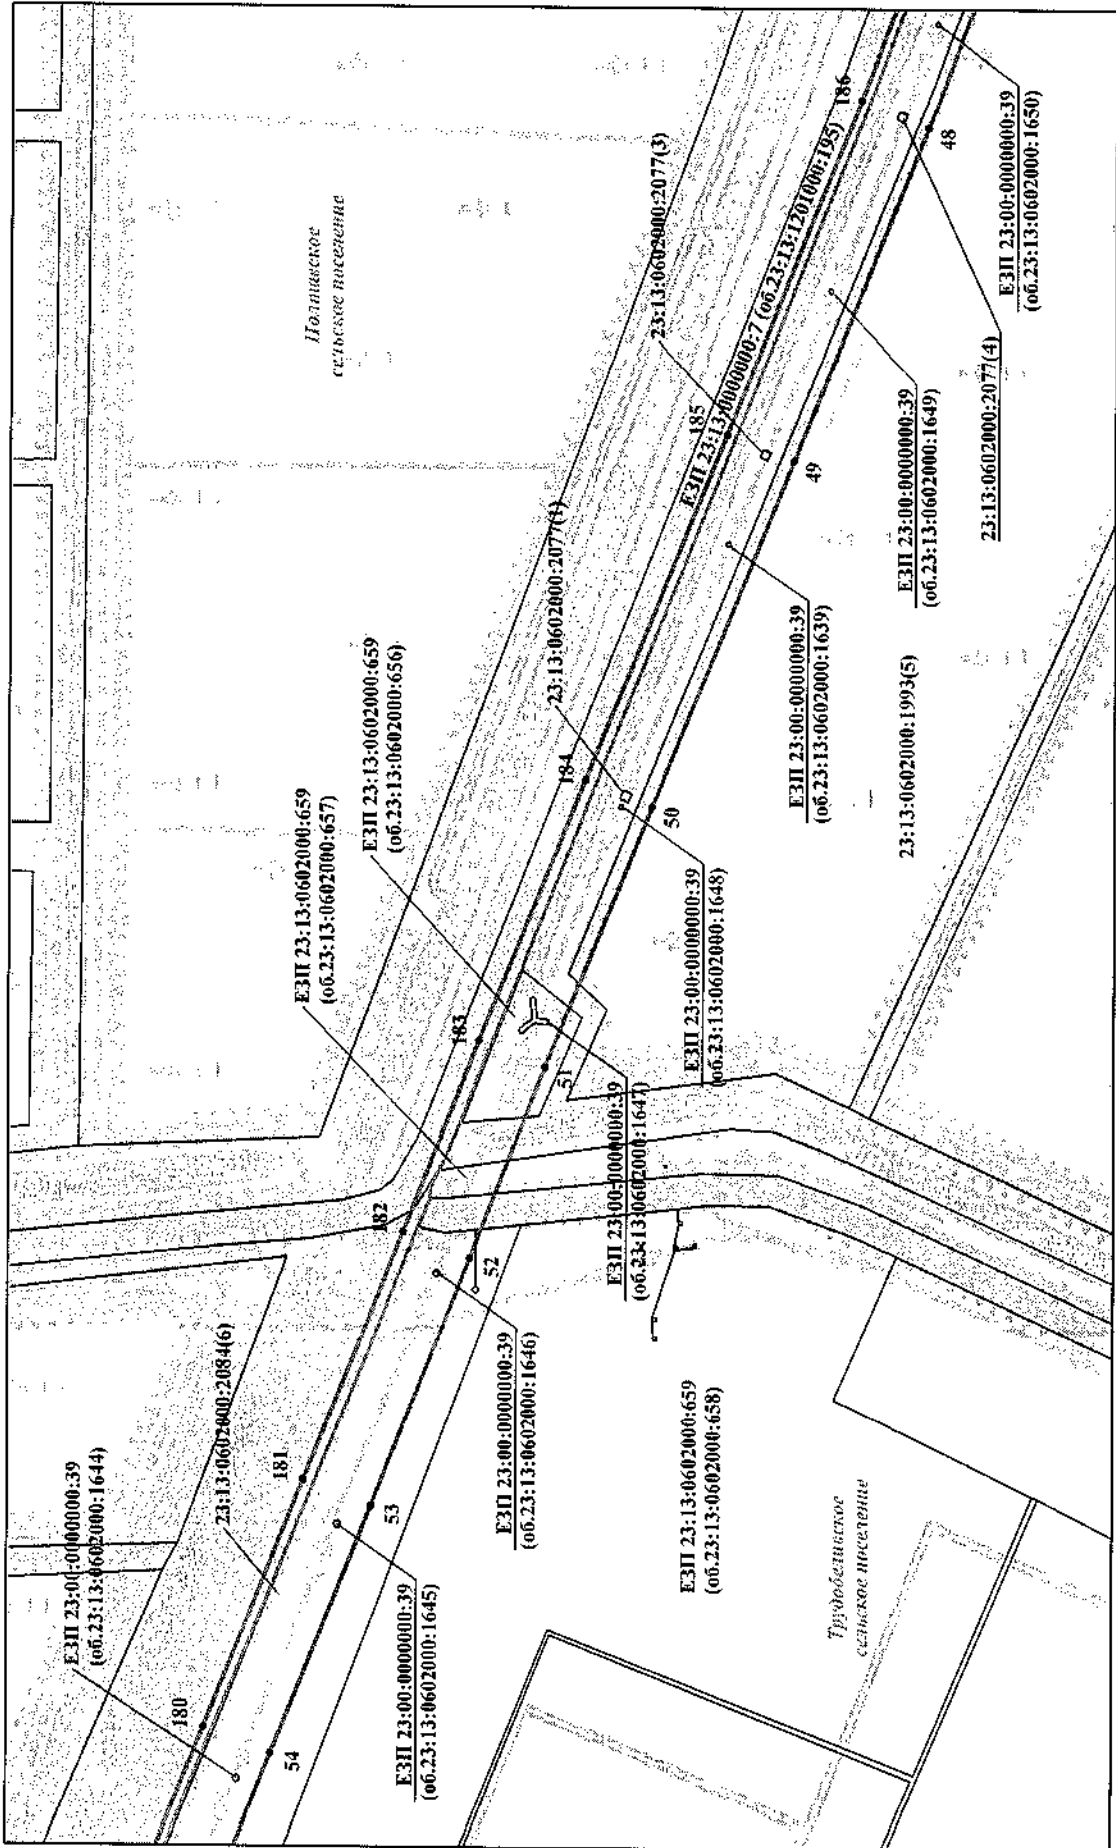 ЕЗП 23:00:0000000:39
(об.23:13:0602000:1644)
180
54
ЕЗП 23:00:0000000:39
(об.23:13:0602000:1645)
23:13:0602000:2084(6)
181
53
ЕЗП 23:00:0000000:39
(об.23:13:0602000:1646)
ЕЗП 23:13:0602000:659
(об.23:13:0602000:658)
Трудобеликское
сельское поселение
182
52
ЕЗП 23:00:0000000:39
(об.23:13:0602000:1647)
ЕЗП 23:13:0602000:659
(об.23:13:0602000:657)
183
51
ЕЗП 23:13:0602000:659
(об.23:13:0602000:656)
ЕЗП 23:00:0000000:39
(об.23:13:0602000:1648)
184
50
23:13:0602000:2077(1)
ЕЗП 23:00:0000000:39
(об.23:13:0602000:1639)
23:13:0602000:1993(5)
185
49
ЕЗП 23:13:0000000:7 (об.23:13:1201000:195)
23:13:0602000:2077(3)
ЕЗП 23:00:0000000:39
(об.23:13:0602000:1649)
23:13:0602000:2077(4)
сельское поселение
186
48
ЕЗП 23:00:0000000:39
(об.23:13:0602000:1650)